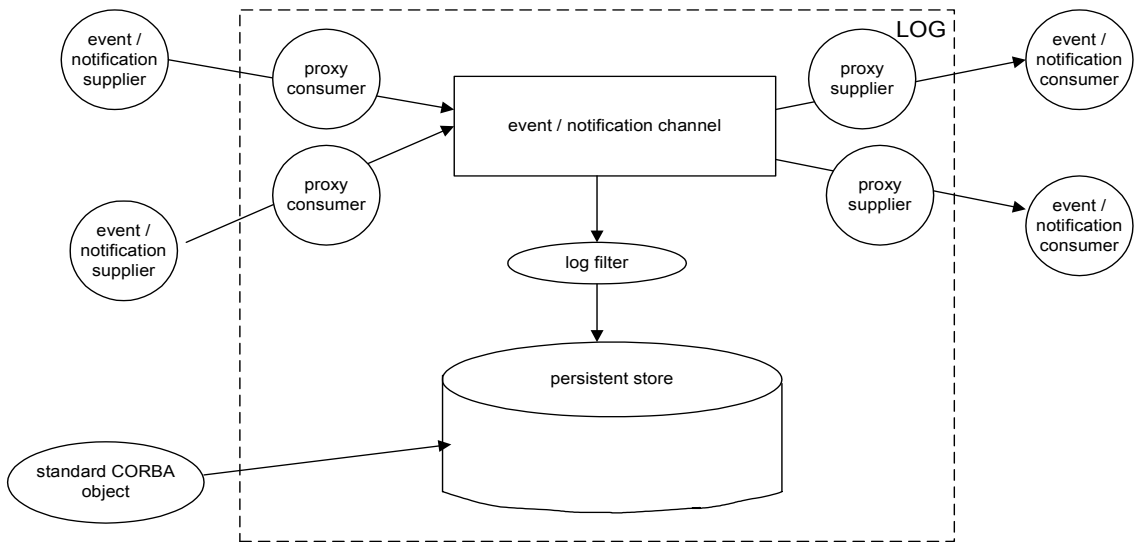 LOG
event /
notification
supplier
proxy
consumer
proxy
supplier
event /
notification
consumer
event / notification channel
proxy
consumer
proxy
supplier
event /
notification
supplier
event /
notification
consumer
log filter
persistent store
standard CORBA
object